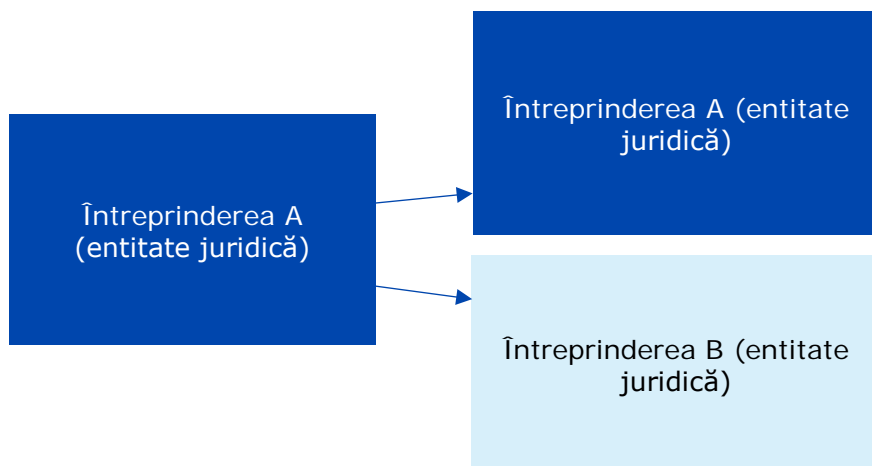 Întreprinderea A
(entitate juridică)
Întreprinderea A (entitate
juridică)
Întreprinderea B (entitate
juridică)